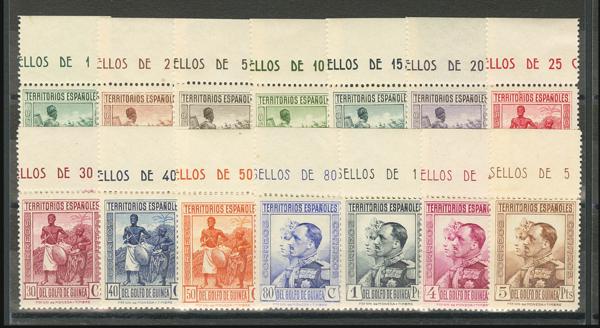 ELLOS DE 1
ELLOS DE 2
ELLOS DE 5
ELLOS DE 10
ELLOS DE 15
ELLOS DE 20
ELLOS DE 25 C
TERRITORIOS ESPAÑOLES
TERRITORIOS ESPAÑOLES
TERRITORIOS ESPAÑOLES
TERRITORIOS ESPAÑOLES
TERRITORIOS ESPAÑOLES
TERRITORIOS ESPAÑOLES
TERRITORIOS ESPAÑOLES
ELLOS DE 30
ELLOS DE 40
ELLOS DE 50
ELLOS DE 80
SELLOS DE 1
SELLOS DE
SELLOS DE 5
TERRITORIOS ESPAÑOLES
TERRITORIOS ESPAÑOLES
TERRITORIOS ESPAÑOLES
TERRITORIOS ESPAÑOLES
TERRITORIOS ESPAÑOLES
TERRITORIOS ESPAÑOLES
TERRITORIOS ESPAÑOLES
DEL GOLFO DE GUINEA
DEL GOLFO DE GUINEA
DEL GOLFO DE GUINEA
DEL GOLFO DE GUINEA
DEL GOLFO DE GUINEA
DEL GOLFO DE GUINEA
DEL GOLFO DE GUINEA
30 C
40 C
50 C
80 C
1 Pt
4 Pts
5 Pts